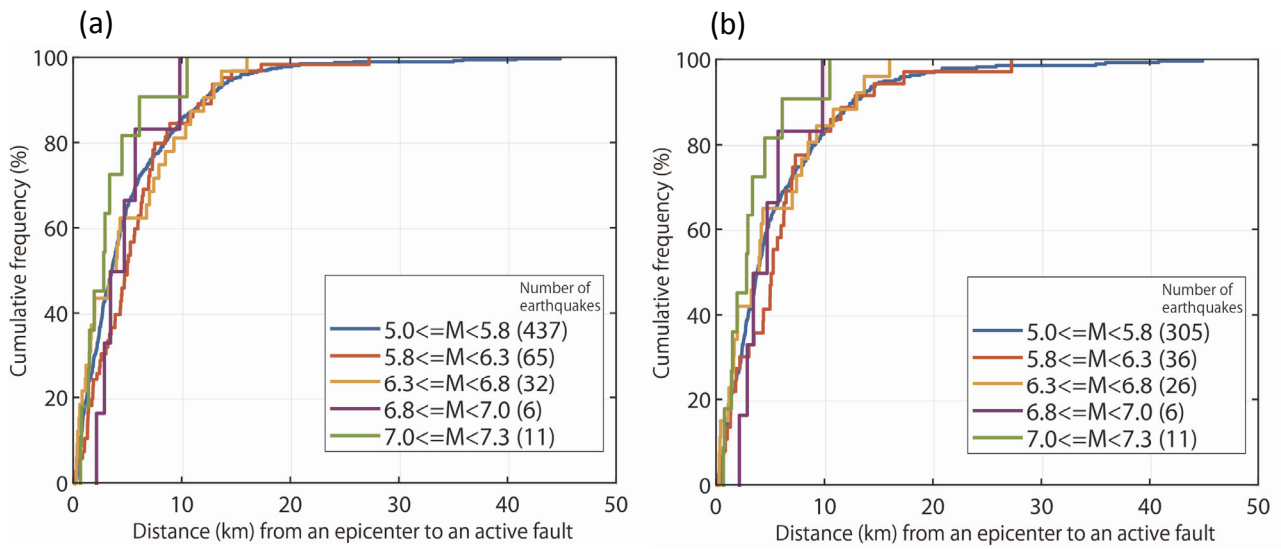 (a)
100
80
60
40
20
0
Cumulative frequency (%)
Number of
earthquakes
5.0<=M<5.8 (437)
5.8<=M<6.3 (65)
6.3<=M<6.8 (32)
6.8<=M<7.0 (6)
7.0<=M<7.3 (11)
0 10 20 30 40 50
Distance (km) from an epicenter to an active fault
(b)
100
80
60
40
20
0
Cumulative frequency (%)
Number of
earthquakes
5.0<=M<5.8 (305)
5.8<=M<6.3 (36)
6.3<=M<6.8 (26)
6.8<=M<7.0 (6)
7.0<=M<7.3 (11)
0 10 20 30 40 50
Distance (km) from an epicenter to an active fault